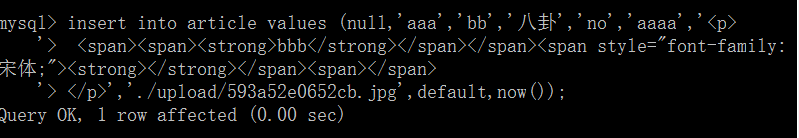 mysql> insert into article values (null,'aaa','bb','八卦','no','aaaa','<p>
    '>  <span><span><strong>bbb</strong></span></span><span style="font-family:
宋体;"><strong></strong></span><span></span>
    '> </p>','./upload/593a52e0652cb.jpg',default,now());
Query OK, 1 row affected (0.00 sec)